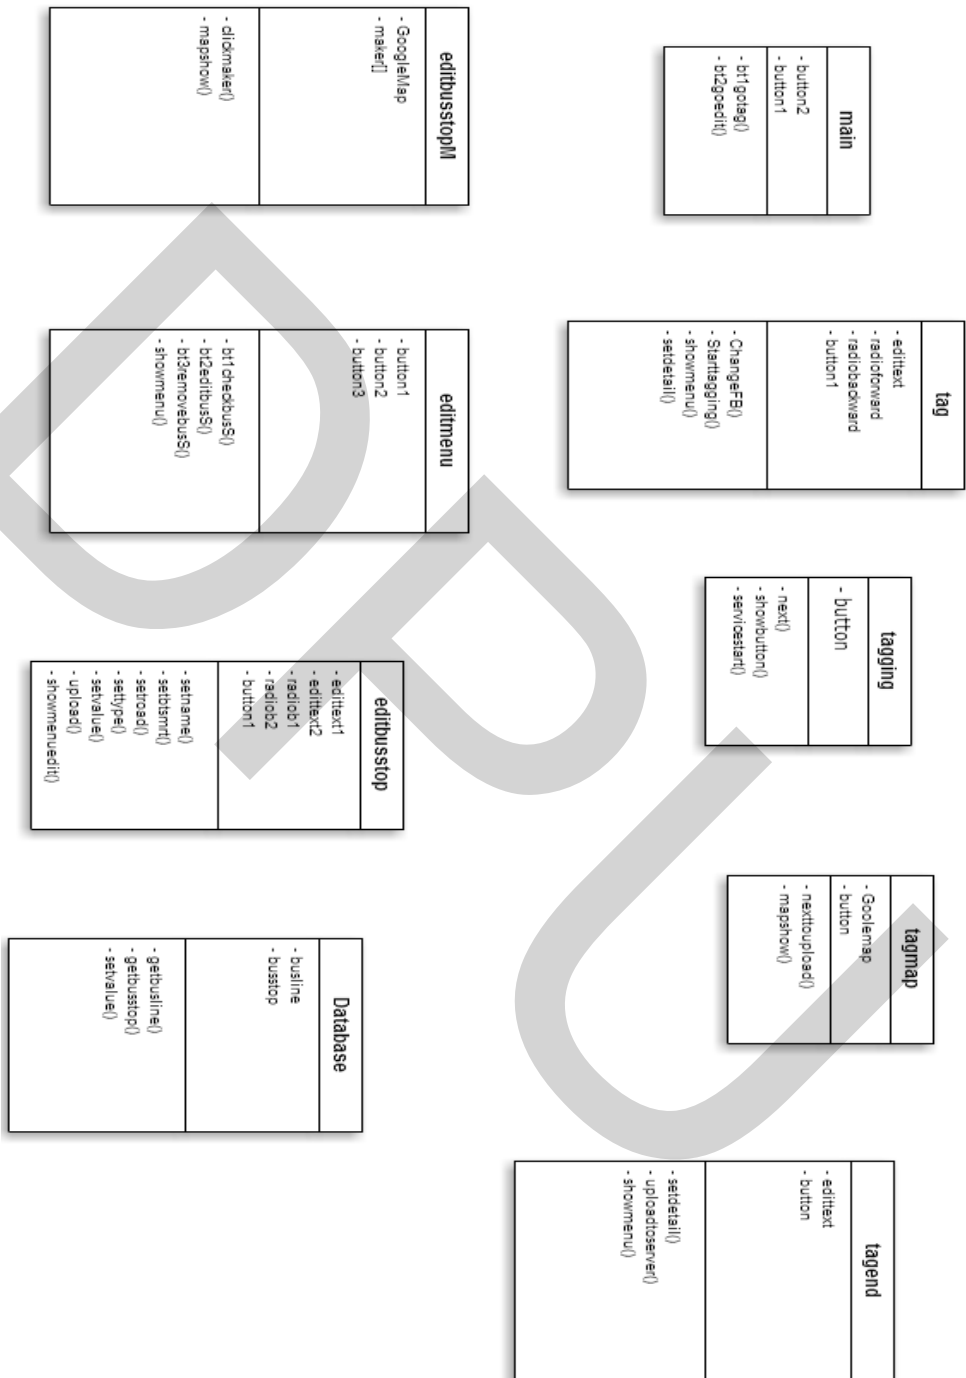 main
- button2
- button1
- bt1gotag()
- bt2goedit()
tag
- edittext
- radioforward
- radiobackward
- button1
- ChangeFB()
- Starttagging()
- showmenu()
- setdetail()
tagging
- button
- next()
- showbutton()
- servicestart()
tagmap
- Goolemap
- button
- nexttoupload()
- mapshow()
tagend
- edittext
- button
- setdetail()
- uploadtoserver()
- showmenu()
editbusstopM
- GoogleMap
- maker[]
- clickmaker()
- mapshow()
editmenu
- button1
- button2
- button3
- bt1checkbusS()
- bt2editbusS()
- bt3removebusS()
- showmenu()
editbusstop
- edittext1
- edittext2
- radiob1
- radiob2
- button1
- setname()
- setbtsmrt()
- setroad()
- settype()
- setvalue()
- upload()
- showmenuedit()
Database
- busline
- busstop
- getbusline()
- getbusstop()
- setvalue()
DPU